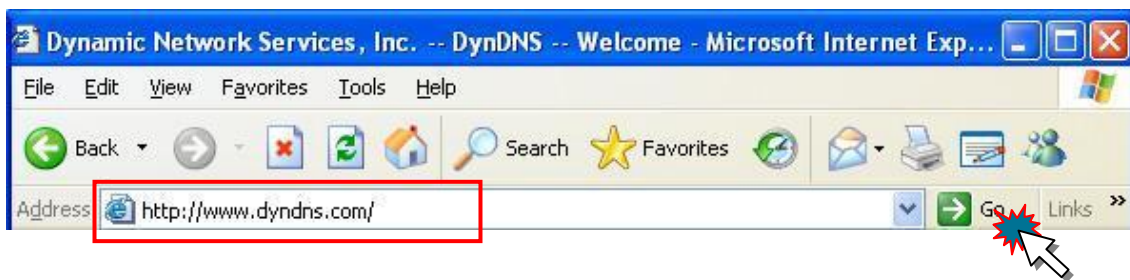 Dynamic Network Services, Inc. -- DynDNS -- Welcome - Microsoft Internet Exp...
File Edit View Favorites Tools Help
Back Search Favorites
Address http://www.dyndns.com/ Go Links »